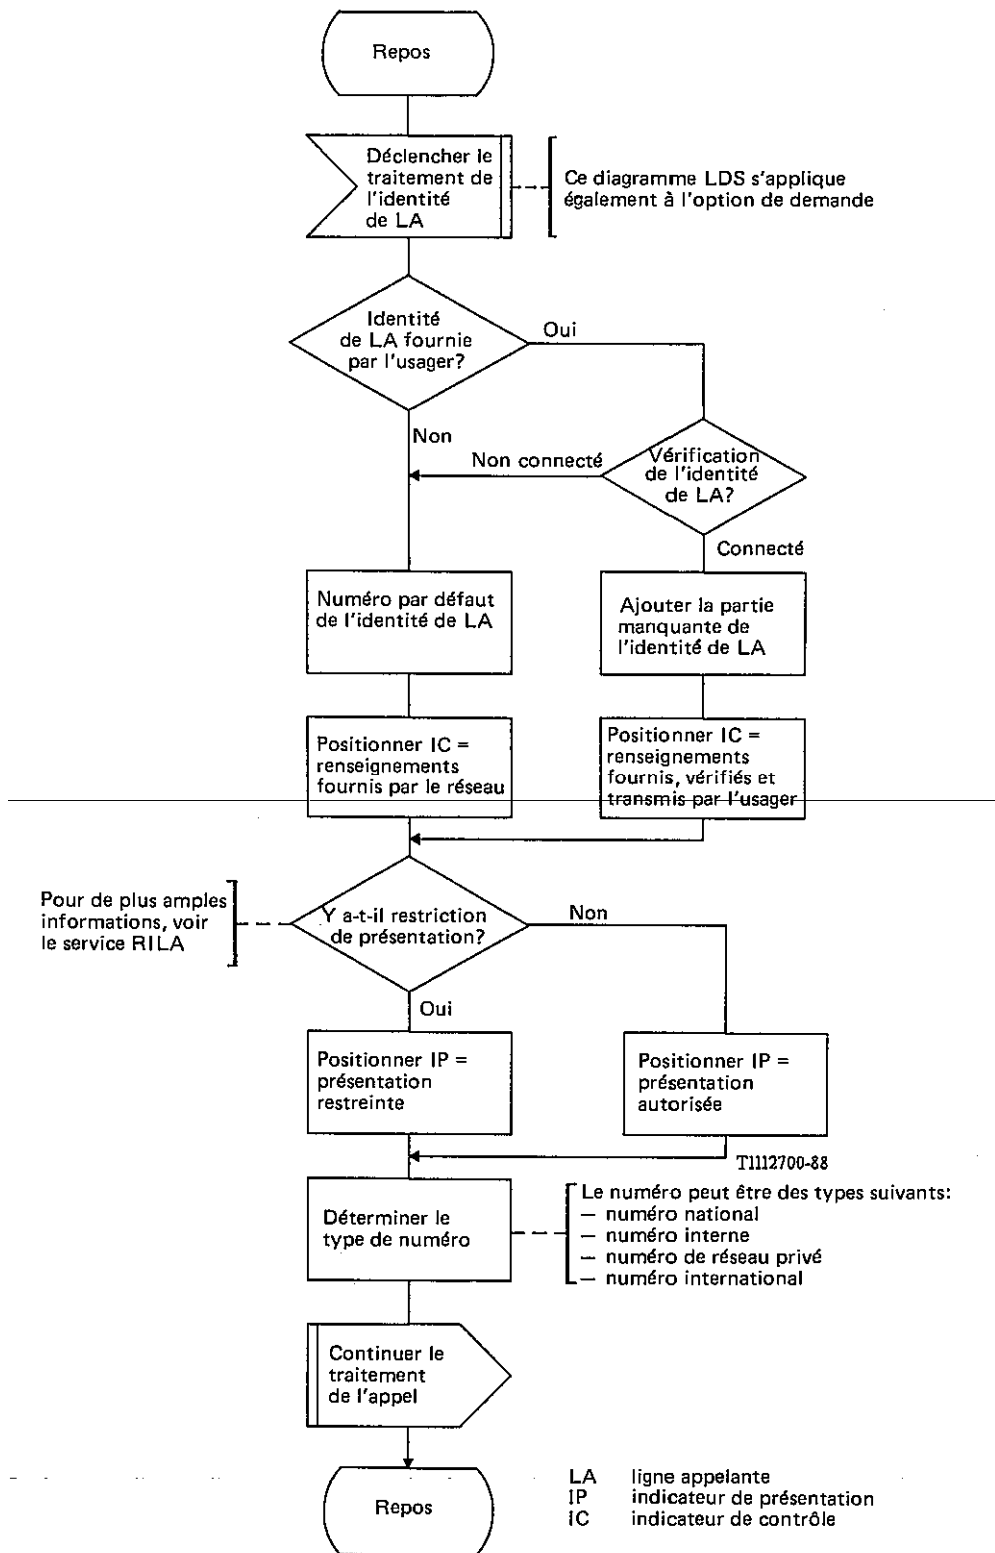 Repos
Déclencher le
traitement de
l'identité
de LA
Ce diagramme LDS s'applique
également à l'option de demande
Identité
de LA fournie
par l'usager?
Oui
Non
Vérification
de l'identité
de LA?
Non connecté
Connecté
Numéro par défaut
de l'identité de LA
Ajouter la partie
manquante de
l'identité de LA
Positionner IC =
renseignements
fournis par le réseau
Positionner IC =
renseignements
fournis, vérifiés et
transmis par l'usager
Pour de plus amples
informations, voir
le service RILA
Y a-t-il restriction
de présentation?
Non
Oui
Positionner IP =
présentation
restreinte
Positionner IP =
présentation
autorisée
T1112700-88
Déterminer le
type de numéro
Le numéro peut être des types suivants:
— numéro national
— numéro interne
— numéro de réseau privé
— numéro international
Continuer le
traitement
de l'appel
Repos
LA ligne appelante
IP indicateur de présentation
IC indicateur de contrôle